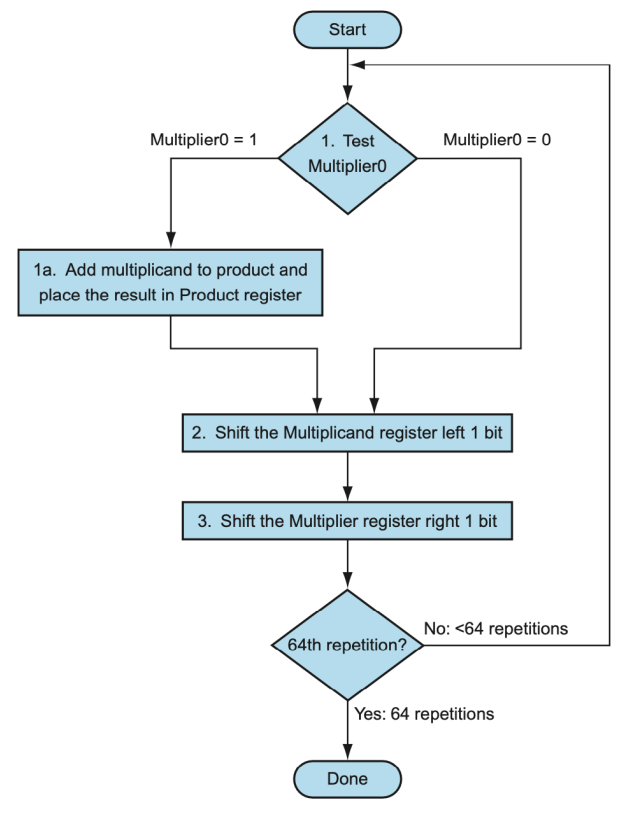 Start
Multiplier0 = 1
1. Test
Multiplier0
Multiplier0 = 0
1a. Add multiplicand to product and
place the result in Product register
2. Shift the Multiplicand register left 1 bit
3. Shift the Multiplier register right 1 bit
64th repetition?
No: <64 repetitions
Yes: 64 repetitions
Done